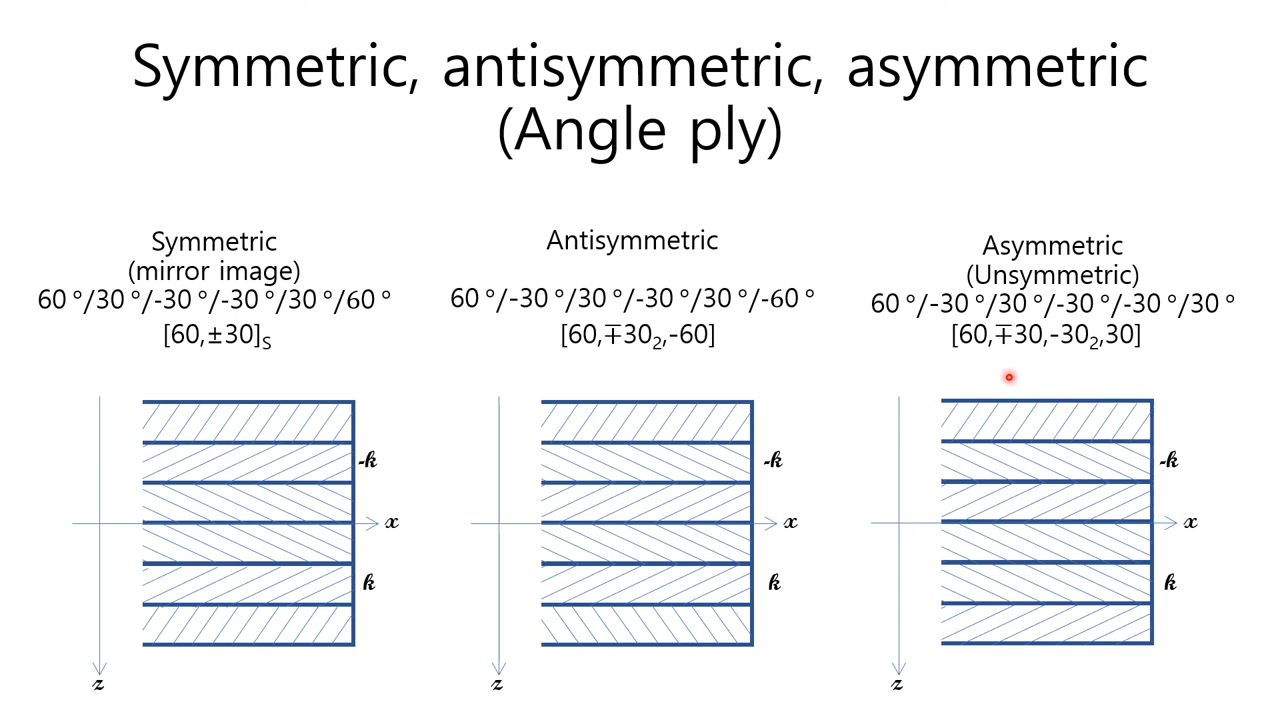 Symmetric, antisymmetric, asymmetric
(Angle ply)
Symmetric
(mirror image)
60 °/30 °/-30 °/-30 °/30 °/60 °
[60,±30]S
Antisymmetric
60 °/-30 °/30 °/-30 °/30 °/-60 °
[60,∓302,-60]
Asymmetric
(Unsymmetric)
60 °/-30 °/30 °/-30 °/-30 °/30 °
[60,∓30,-302,30]
-k
x
k
z
-k
x
k
z
-k
x
k
z